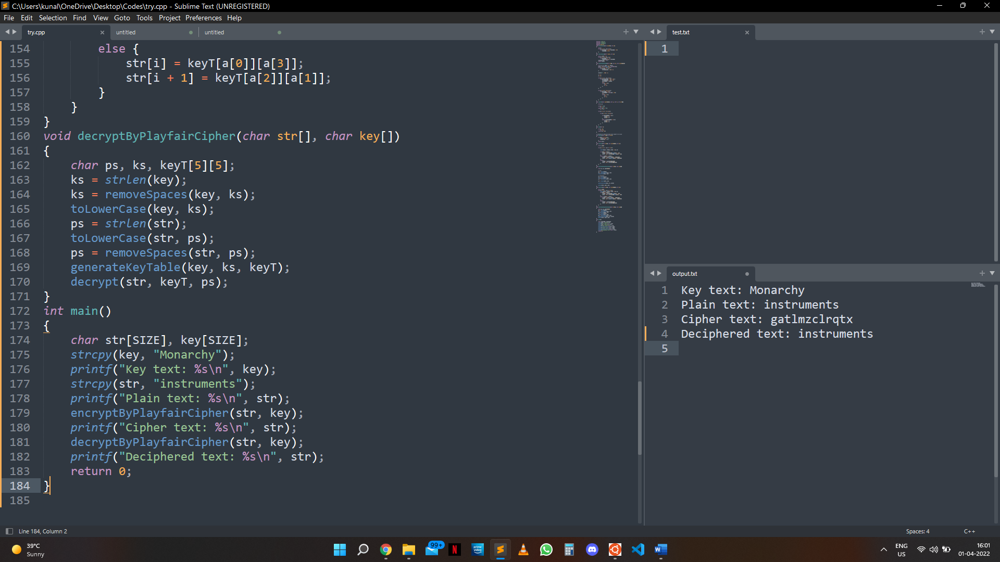 C:\Users\kunal\OneDrive\Desktop\Codes\try.cpp - Sublime Text (UNREGISTERED)
File Edit Selection Find View Goto Tools Project Preferences Help
try.cpp untitled untitled
154 else {
155 str[i] = keyT[a[0]][a[3]];
156 str[i + 1] = keyT[a[2]][a[1]];
157 }
158 }
159 }
160 void decryptByPlayfairCipher(char str[], char key[])
161 {
162 char ps, ks, keyT[5][5];
163 ks = strlen(key);
164 ks = removeSpaces(key, ks);
165 toLowerCase(key, ks);
166 ps = strlen(str);
167 toLowerCase(str, ps);
168 ps = removeSpaces(str, ps);
169 generateKeyTable(key, ks, keyT);
170 decrypt(str, keyT, ps);
171 }
172 int main()
173 {
174 char str[SIZE], key[SIZE];
175 strcpy(key, "Monarchy");
176 printf("Key text: %s\n", key);
177 strcpy(str, "instruments");
178 printf("Plain text: %s\n", str);
179 encryptByPlayfairCipher(str, key);
180 printf("Cipher text: %s\n", str);
181 decryptByPlayfairCipher(str, key);
182 printf("Deciphered text: %s\n", str);
183 return 0;
184 }
185
test.txt
1
output.txt
1 Key text: Monarchy
2 Plain text: instruments
3 Cipher text: gatlmzclrqtx
4 Deciphered text: instruments
5
Line 184, Column 2
Spaces: 4
C++
39°C
Sunny
99+
N
prime video
W
ENG
US
16:01
01-04-2022